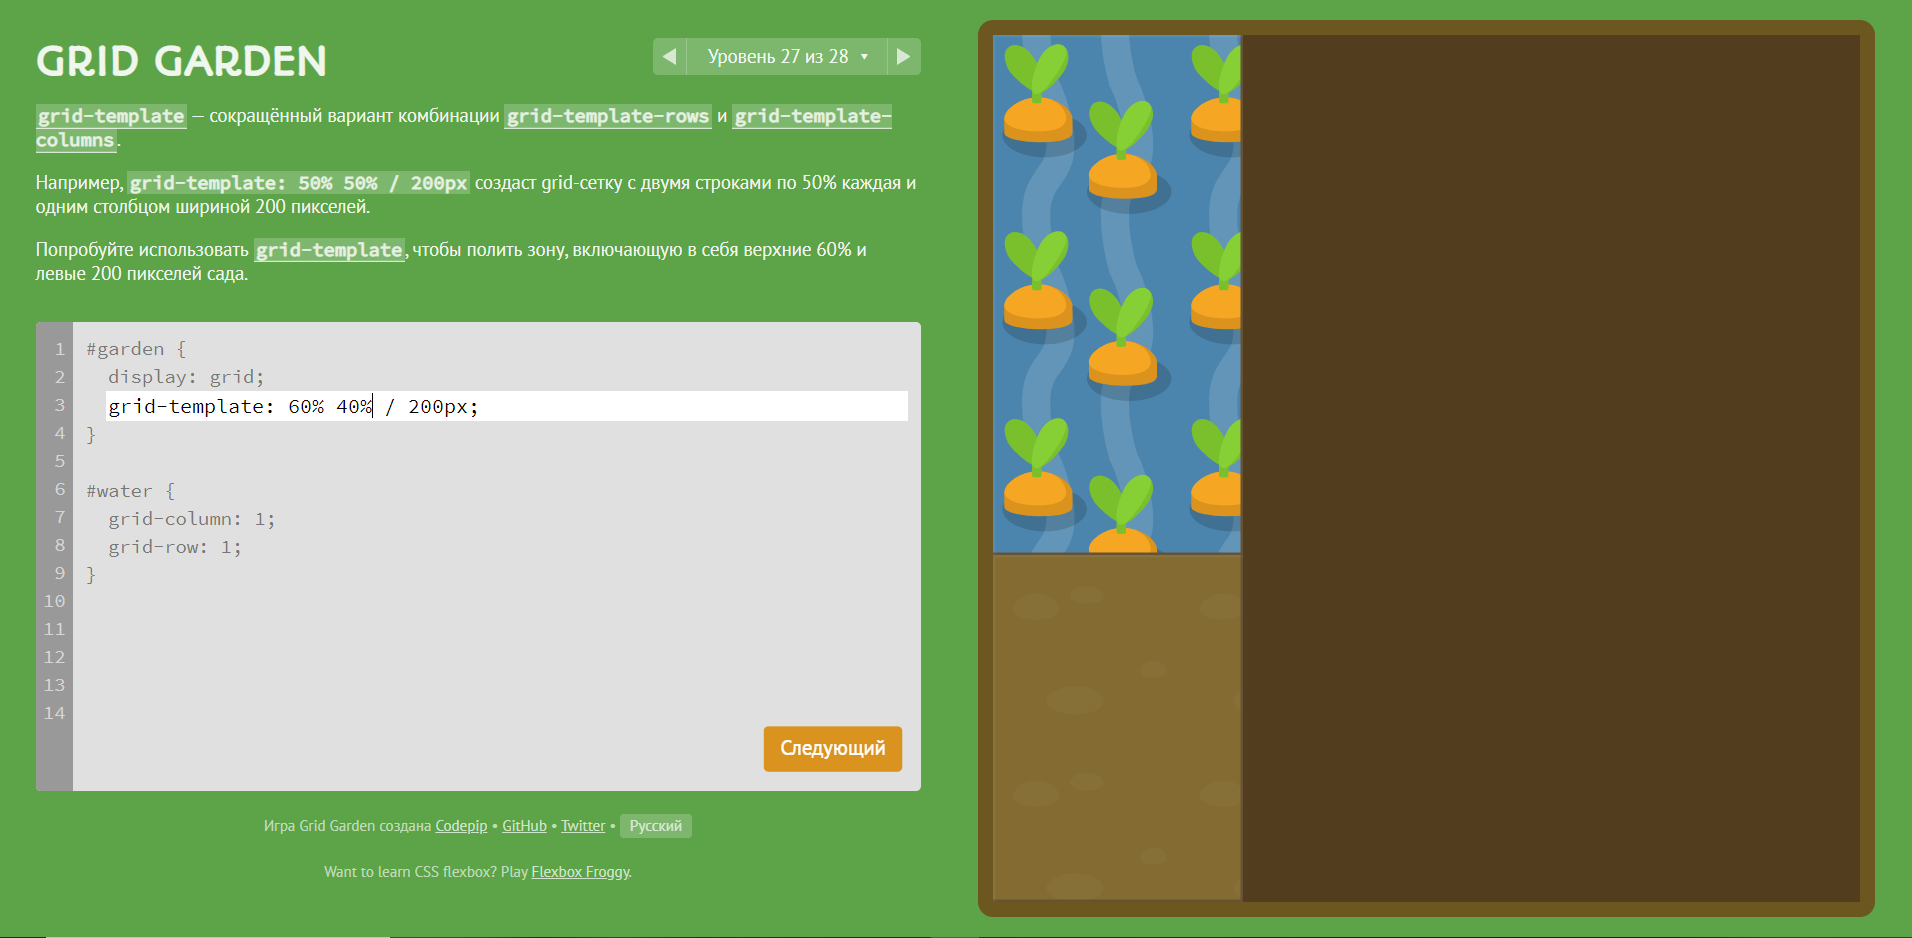 GRID GARDEN
Уровень 27 из 28
grid-template — сокращённый вариант комбинации grid-template-rows и grid-template-
columns.
Например, grid-template: 50% 50% / 200px создаст grid-сетку с двумя строками по 50% каждая и
одним столбцом шириной 200 пикселей.
Попробуйте использовать grid-template, чтобы полить зону, включающую в себя верхние 60% и
левые 200 пикселей сада.
1 #garden {
2 display: grid;
3 grid-template: 60% 40% / 200px;
4 }
5
6 #water {
7 grid-column: 1;
8 grid-row: 1;
9 }
10
11
12
13
14
Следующий
Игра Grid Garden создана Codepip • GitHub • Twitter • Русский
Want to learn CSS flexbox? Play Flexbox Froggy.